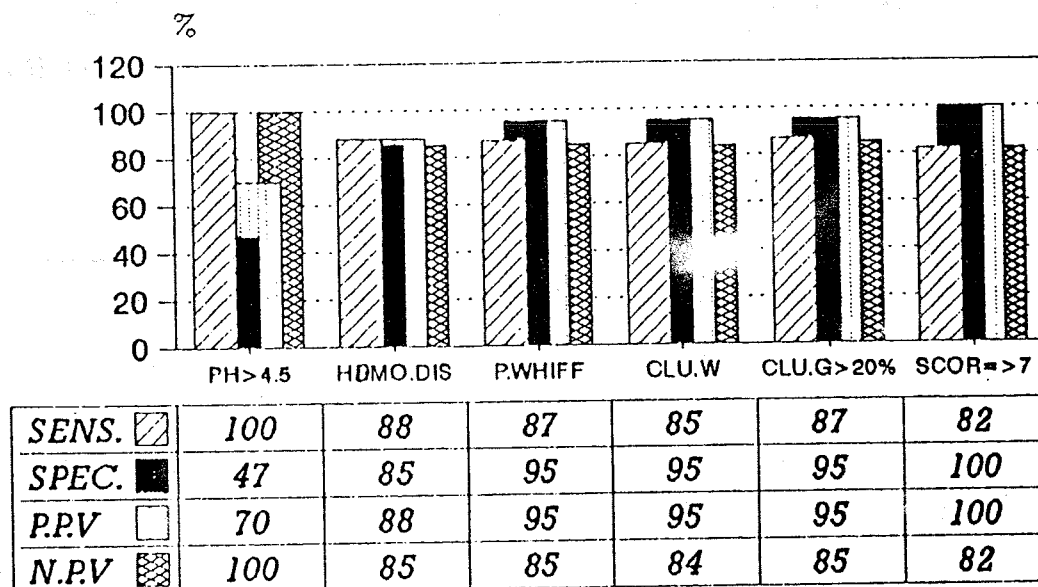 %
120
100
80
60
40
20
0
PH>4.5 HOMO.DIS P.WHIFF CLU.W CLU.G>20% SCOR=>7
SENS. 100 88 87 85 87 82
SPEC. 47 85 95 95 95 100
P.P.V 70 88 95 95 95 100
N.P.V 100 85 85 84 85 82